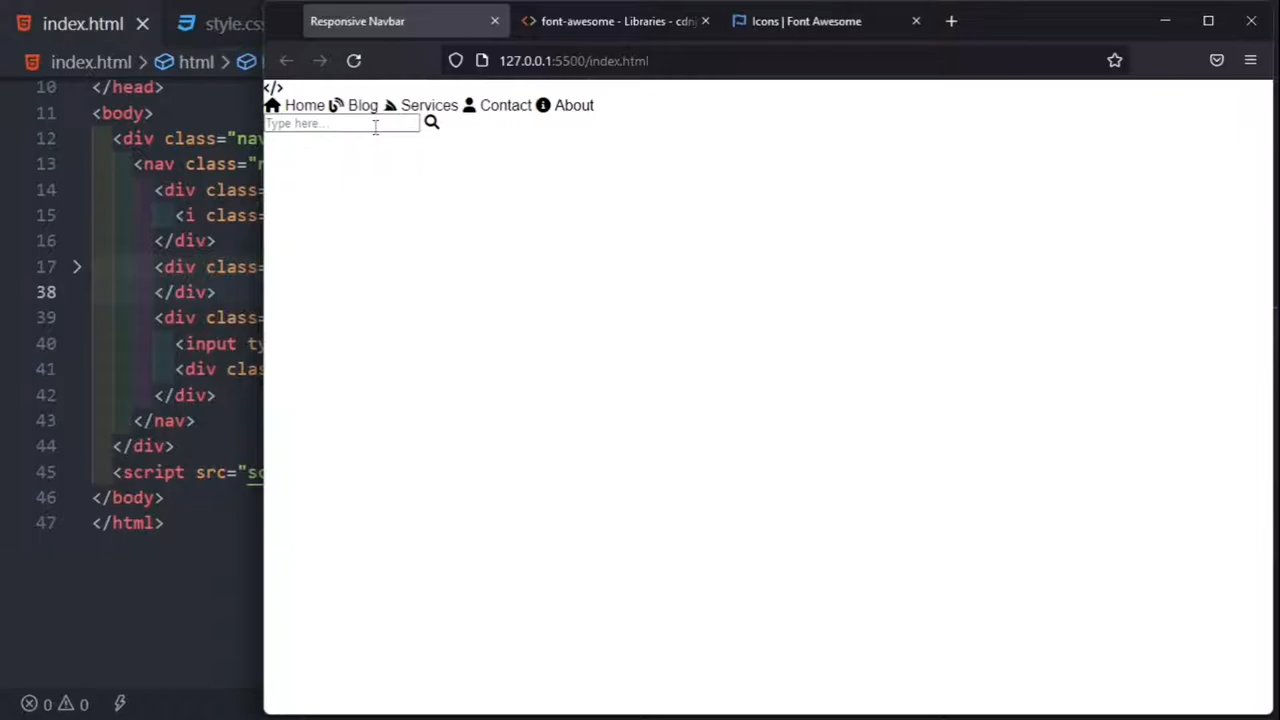 index.html
style.css
Responsive Navbar
font-awesome - Libraries - cdnj
Icons | Font Awesome
index.html > html >
127.0.0.1:5500/index.html
10 </head>
11 <body>
12 <div class="nav
13 <nav class="n
14 <div class=
15 <i class=
16 </div>
17 <div class=
38 </div>
39 <div class=
40 <input ty
41 <div clas
42 </div>
43 </nav>
44 </div>
45 <script src="sc
46 </body>
47 </html>
</>
Home Blog Services Contact About
Type here...
0 0